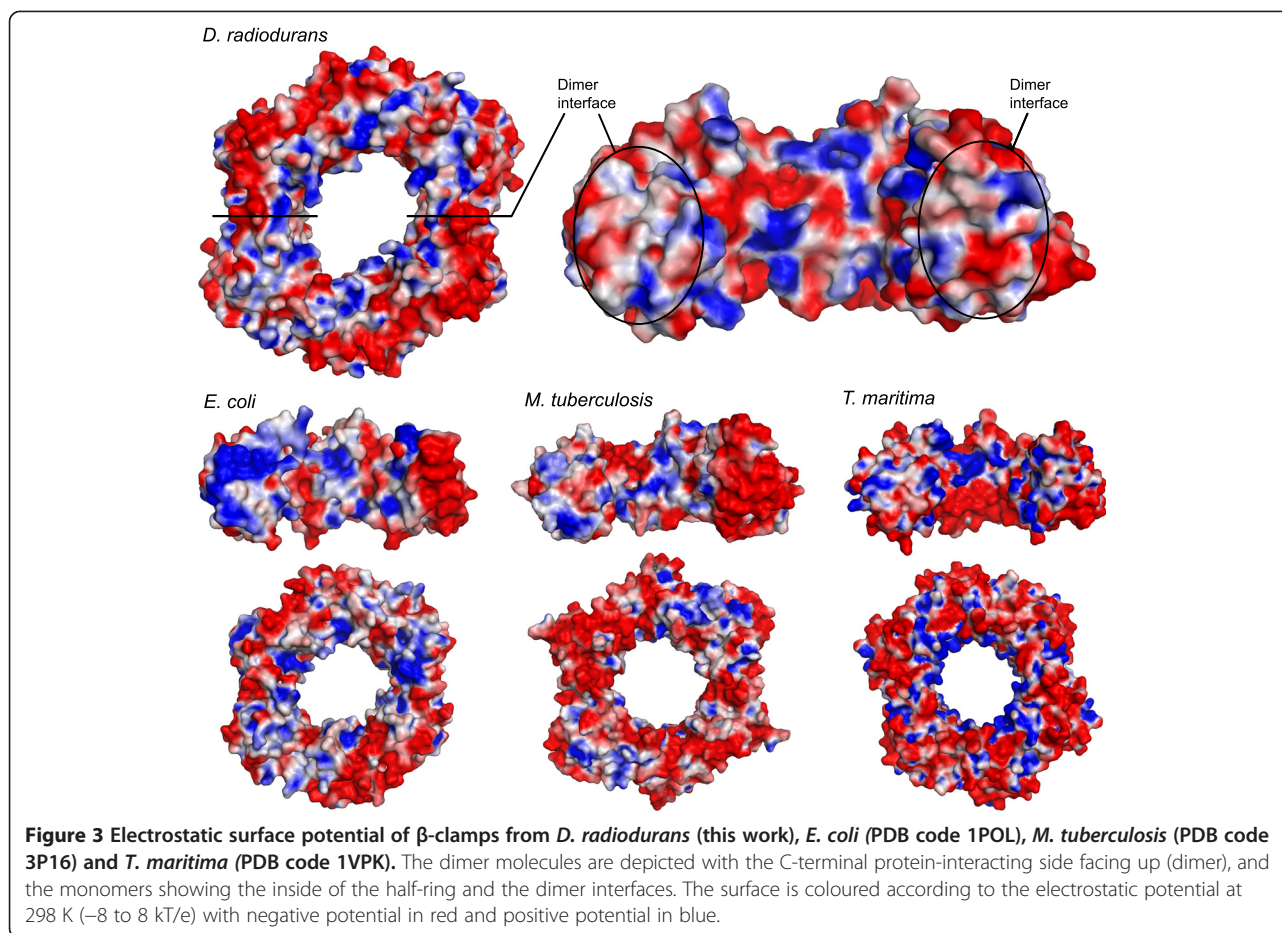 D. radiodurans
Dimer
interface
Dimer
interface
E. coli
M. tuberculosis
T. maritima
Figure 3 Electrostatic surface potential of β-clamps from D. radiodurans (this work), E. coli (PDB code 1POL), M. tuberculosis (PDB code
3P16) and T. maritima (PDB code 1VPK). The dimer molecules are depicted with the C-terminal protein-interacting side facing up (dimer), and
the monomers showing the inside of the half-ring and the dimer interfaces. The surface is coloured according to the electrostatic potential at
298 K (−8 to 8 kT/e) with negative potential in red and positive potential in blue.